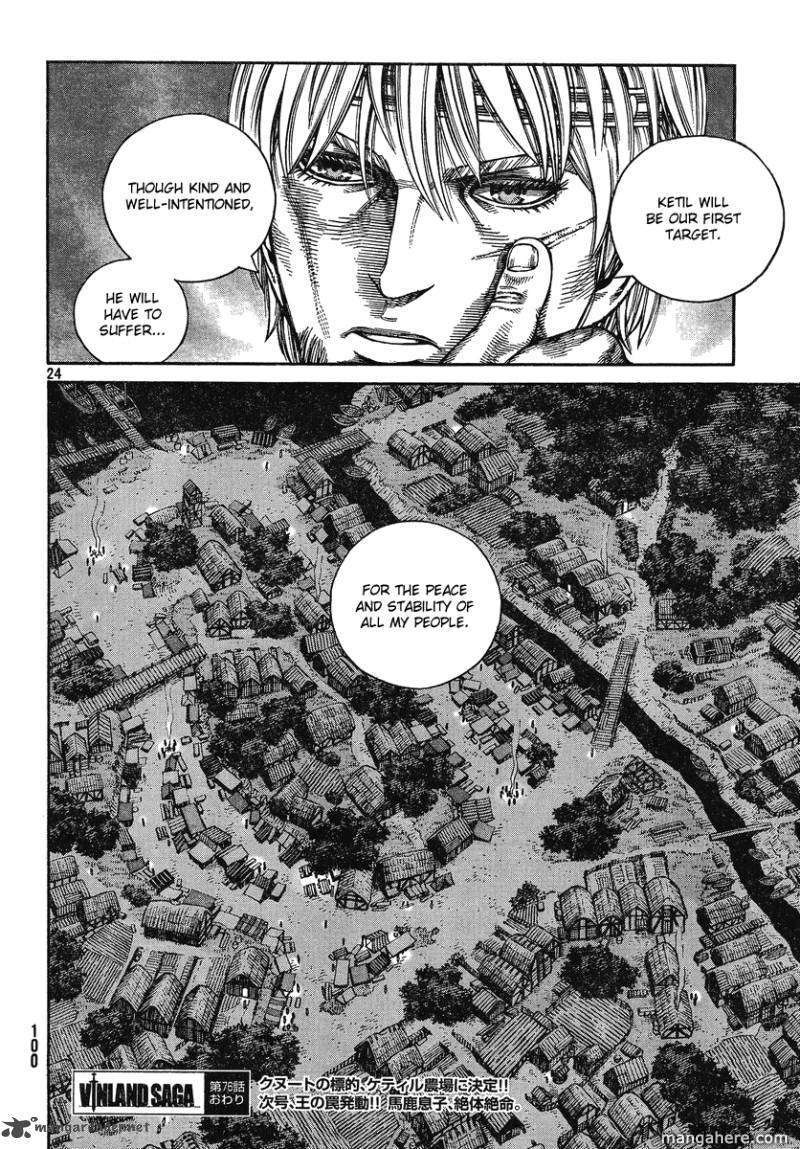 KETIL WILL
BE OUR FIRST
TARGET.
THOUGH KIND AND
WELL-INTENTIONED,
HE WILL
HAVE TO
SUFFER...
24
FOR THE PEACE
AND STABILITY OF
ALL MY PEOPLE.
100
VINLAND SAGA
第76話
おわり
クヌートの標的、ケティル農場に決定!!
次号、王の罠発動!! 馬鹿息子、絶体絶命。
mangahere.com
mangahere.com